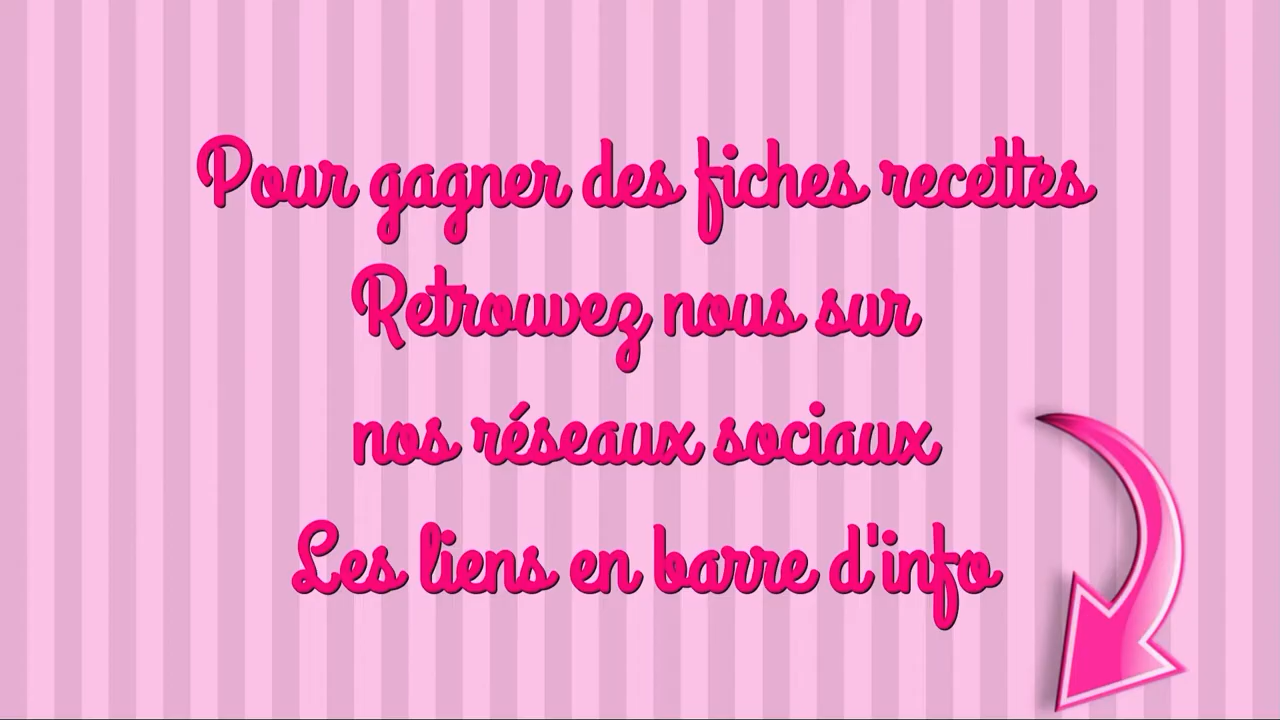 Pour gagner des fiches recettes
Retrouvez nous sur
nos réseaux sociaux
Les liens en barre d'info